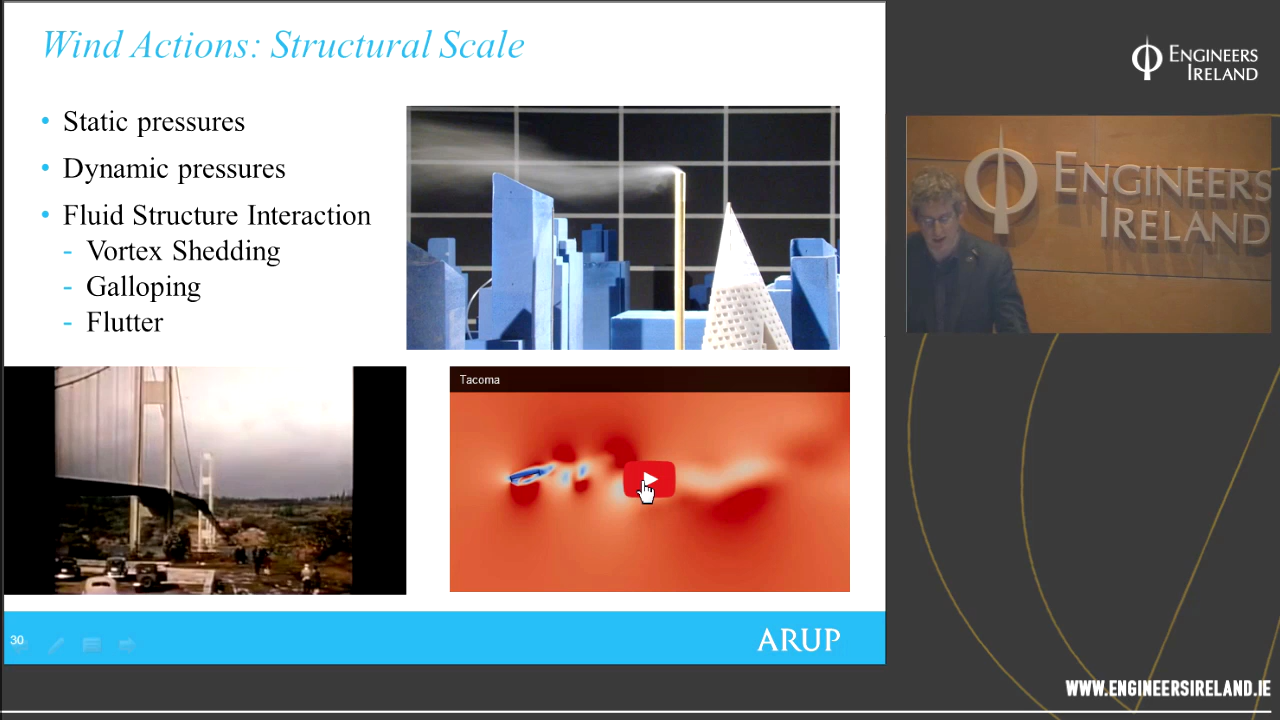 Wind Actions: Structural Scale
• Static pressures
• Dynamic pressures
• Fluid Structure Interaction
- Vortex Shedding
- Galloping
- Flutter
Tacoma
30
ARUP
ENGINEERS
IRELAND
ENGINEERS
IRELAND
WWW.ENGINEERSIRELAND.IE